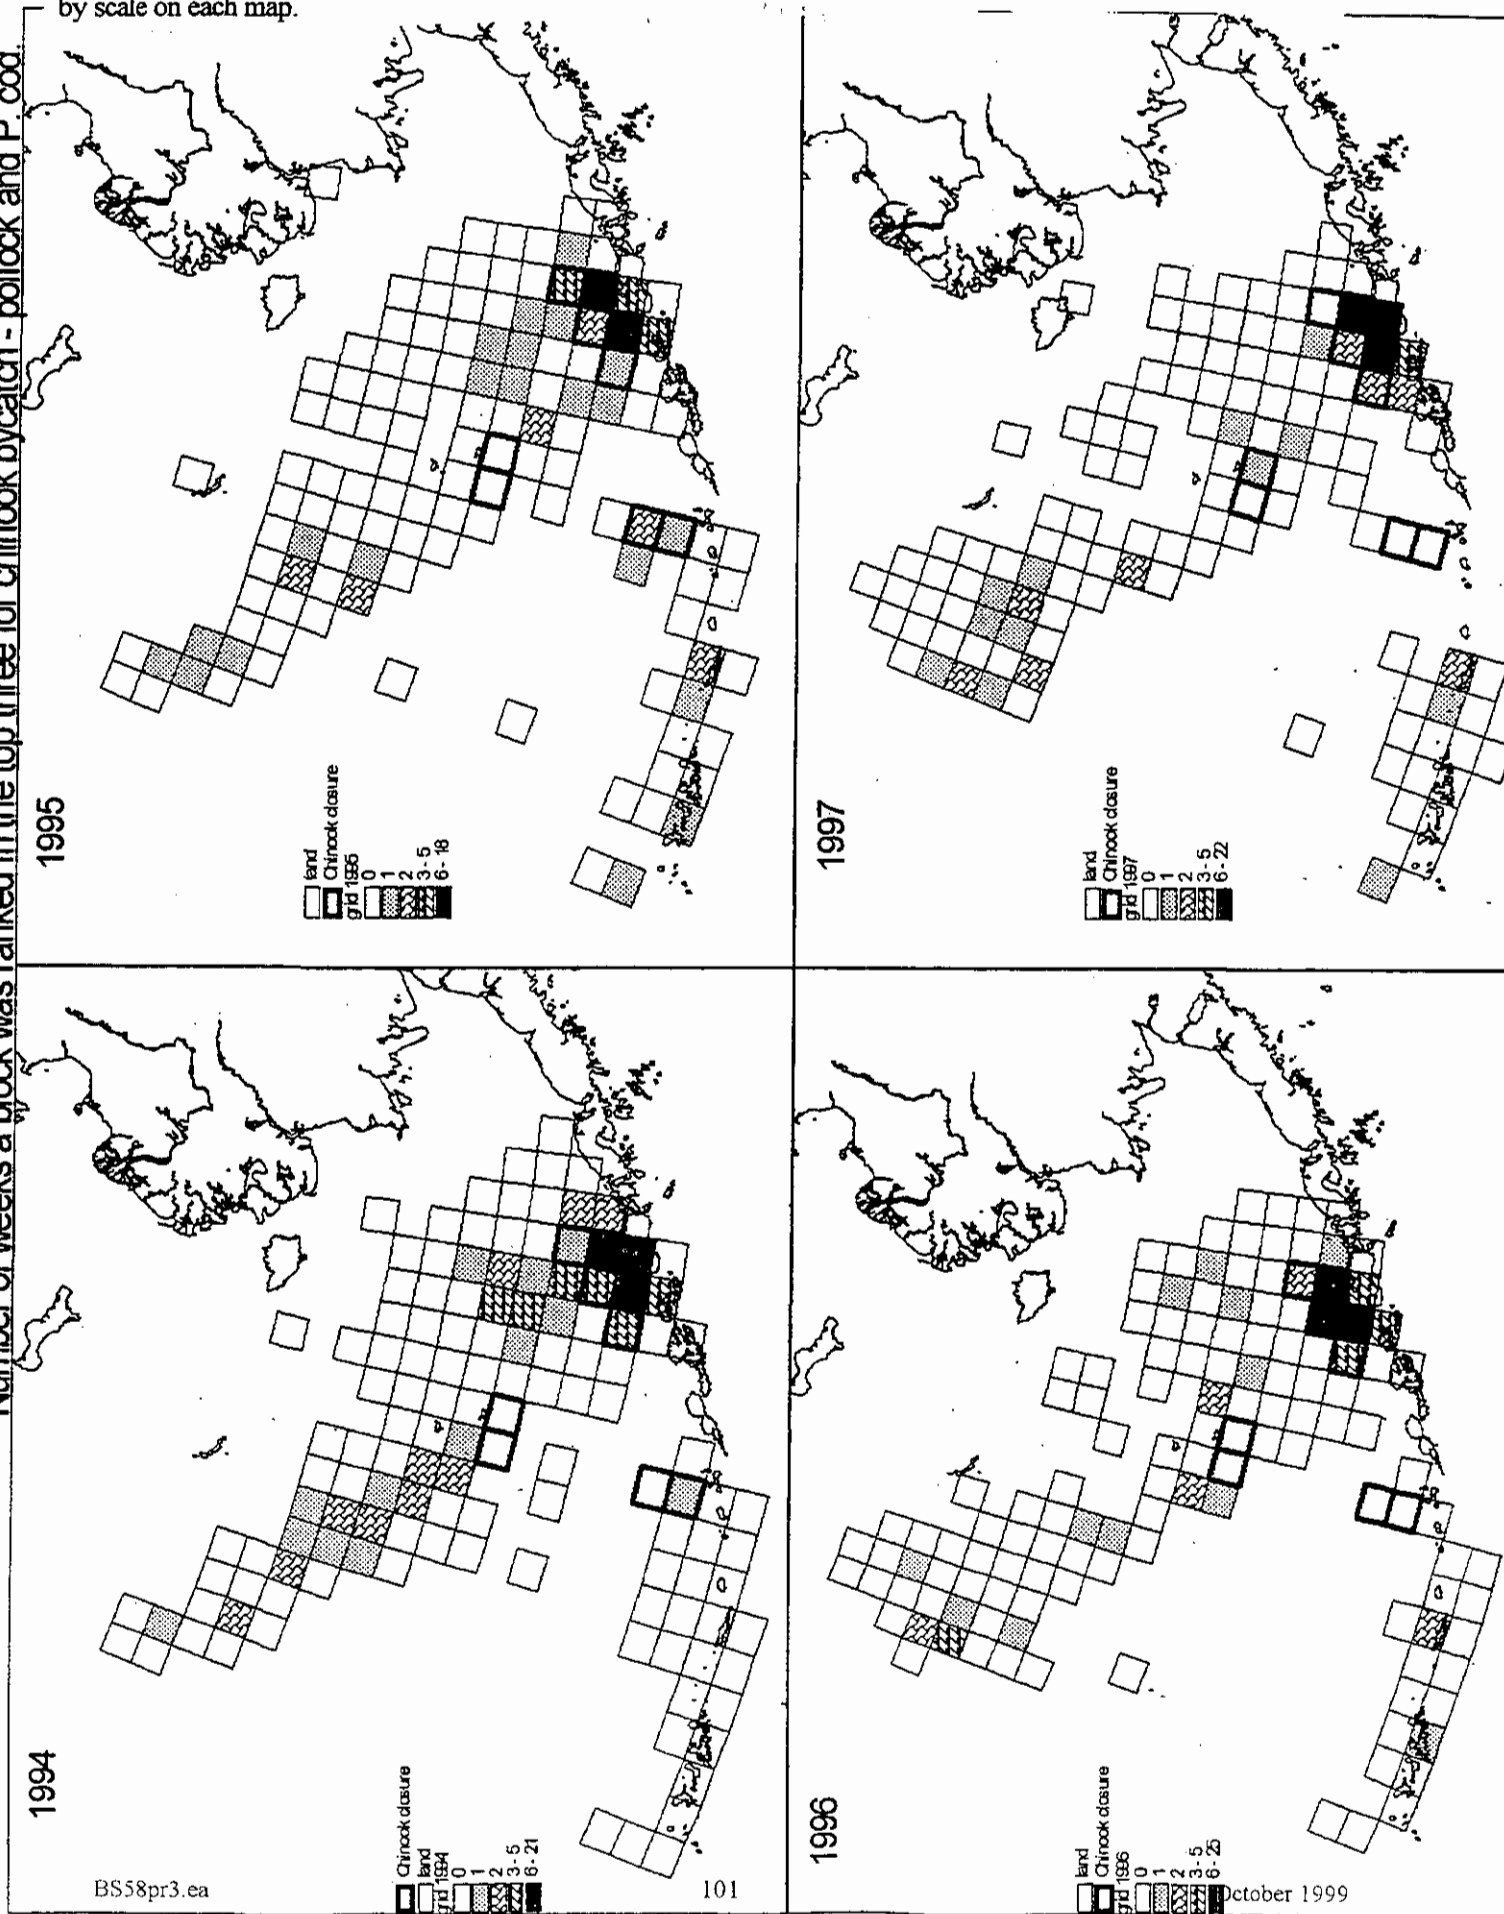 by scale on each map.
Number of weeks a block was ranked in the top three for chinook bycatch - pollock and P. cod.
1995
land
Chinook closure
grid 1995
0
1
2
3 - 5
6 - 18
1997
land
Chinook closure
grid 1997
0
1
2
3 - 5
6 - 22
1994
Chinook closure
land
grid 1994
0
1
2
3 - 5
6 - 21
1996
land
Chinook closure
grid 1996
0
1
2
3 - 5
6 - 25
BS58pr3.ea
101
October 1999